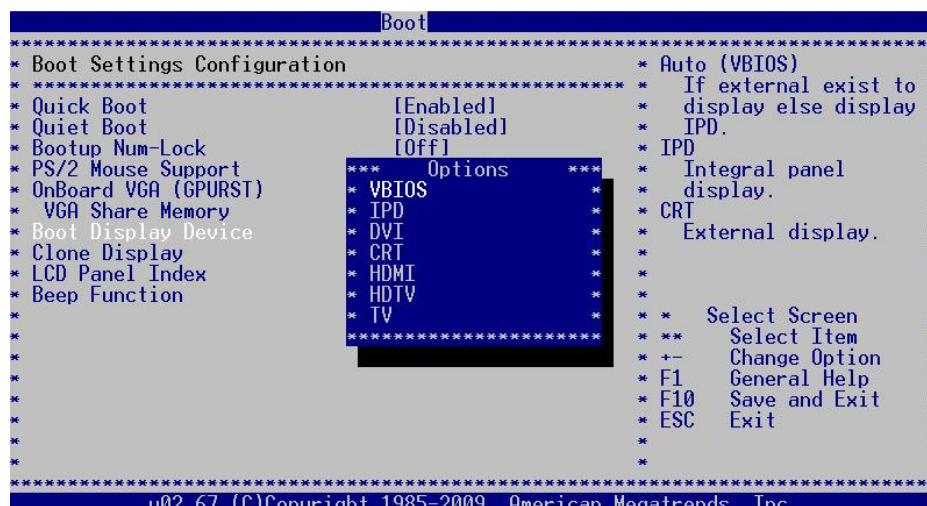 Boot
Boot Settings Configuration
Quick Boot [Enabled]
Quiet Boot [Disabled]
Bootup Num-Lock [Off]
PS/2 Mouse Support
OnBoard VGA (GPURST)
VGA Share Memory
Boot Display Device
Clone Display
LCD Panel Index
Beep Function
*** Options ***
VBIOS
IPD
DVI
CRT
HDMI
HDTV
TV
Auto (VBIOS)
If external exist to
display else display
IPD.
IPD
Integral panel
display.
CRT
External display.
* Select Screen
** Select Item
+- Change Option
F1 General Help
F10 Save and Exit
ESC Exit
v02.67 (C)Copyright 1985-2009, American Megatrends, Inc.